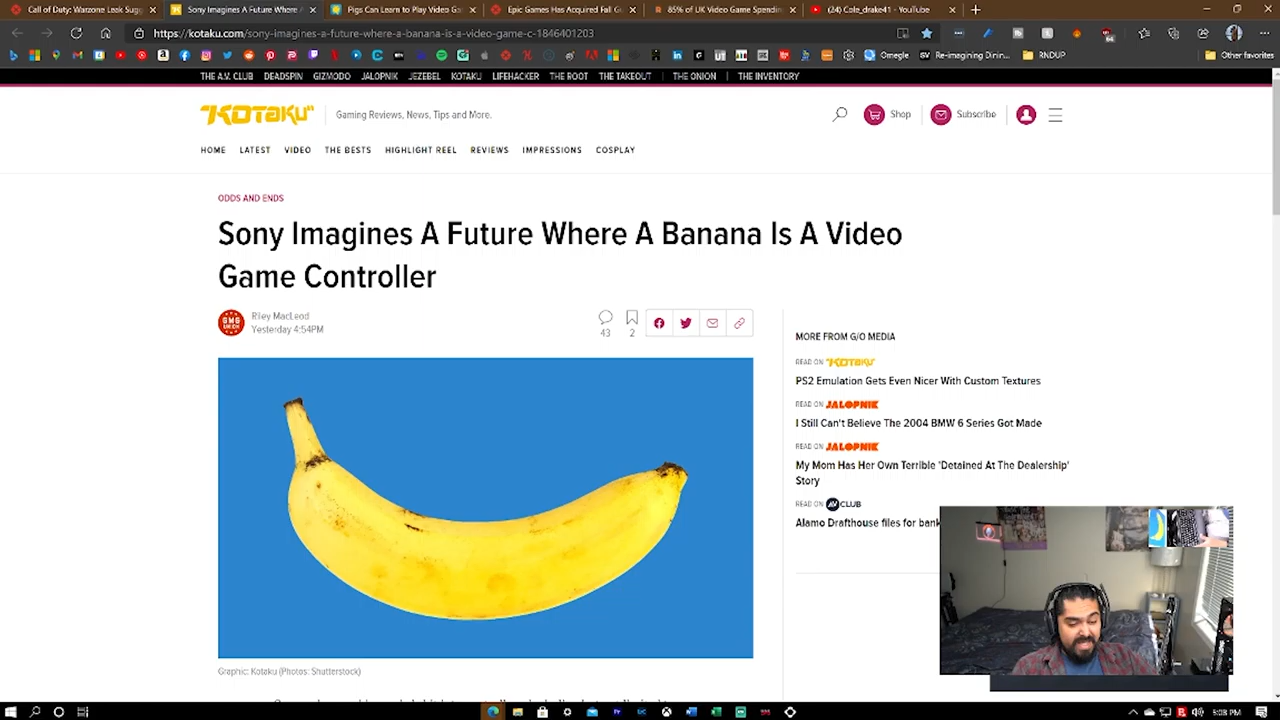 Call of Duty Warzone Leak Sugg
Sony Imagines A Future Where A
Pigs Can Learn to Play Video Ga
Epic Games Has Acquired Fall Gu
85% of UK Video Game Spending
(34) Cole_drake41 - YouTube
https://kotaku.com/sony-imagines-a-future-where-a-banana-is-a-video-game-c-1846401203
Omegle
Re-imagining Dinin...
RNDUP
Other favorites
THE A.V. CLUB DEADSPIN GIZMODO JALOPNIK JEZEBEL KOTAKU LIFEHACKER THE ROOT THE TAKEOUT THE ONION THE INVENTORY
KOTAKU
Gaming Reviews, News, Tips and More.
Shop
Subscribe
HOME LATEST VIDEO THE BESTS HIGHLIGHT REEL REVIEWS IMPRESSIONS COSPLAY
ODDS AND ENDS
Sony Imagines A Future Where A Banana Is A Video
Game Controller
Riley MacLeod
Yesterday 4:54PM
43
2
MORE FROM G/O MEDIA
READ ON KOTAKU
PS2 Emulation Gets Even Nicer With Custom Textures
READ ON JALOPNIK
I Still Can't Believe The 2004 BMW 6 Series Got Made
READ ON JALOPNIK
My Mom Has Her Own Terrible 'Detained At The Dealership'
Story
READ ON AV CLUB
Alamo Drafthouse files for bank
Graphic: Kotaku (Photos: Shutterstock)
5:08 PM